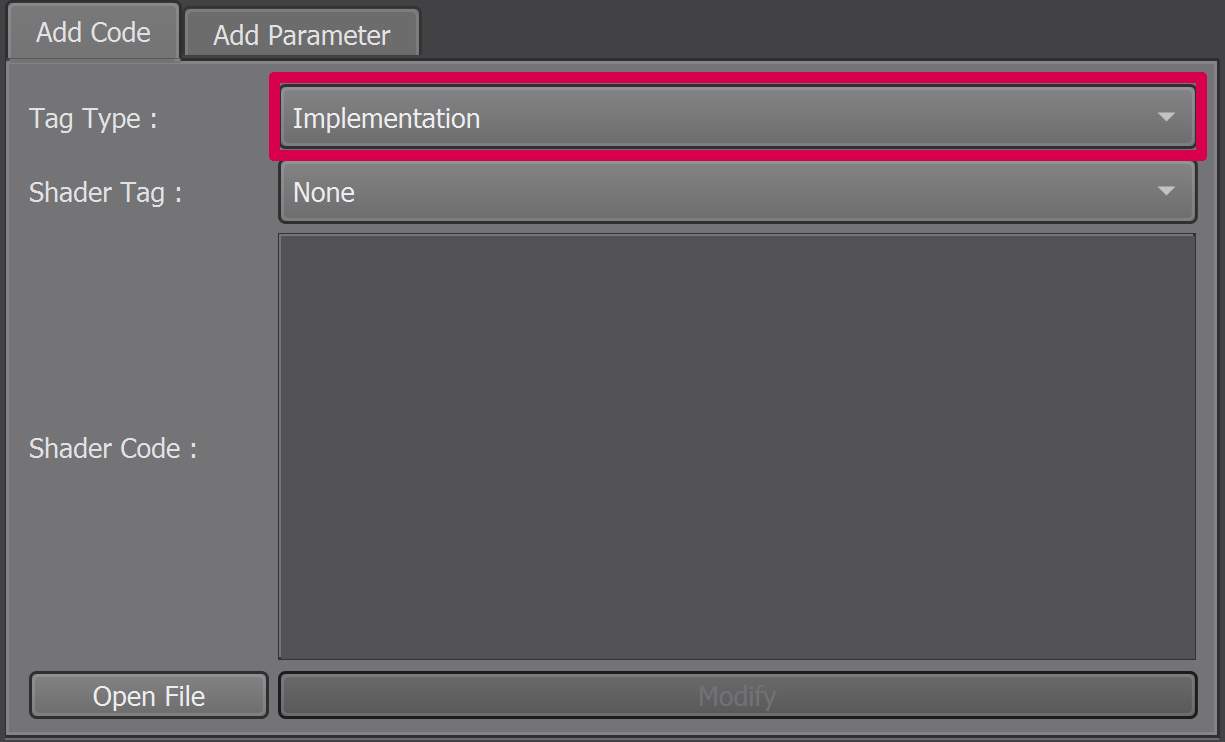 Add Code
Add Parameter
Tag Type :
Implementation
Shader Tag :
None
Shader Code :
Open File
Modify